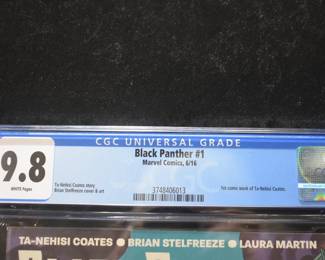 CGC UNIVERSAL GRADE
9.8
WHITE Pages
Black Panther #1
Marvel Comics, 6/16
Ta-Nehisi Coates story
Brian Stelfreeze cover & art
3748406013
1st comic work of Ta-Nehisi Coates.
TA-NEHISI COATES • BRIAN STELFREEZE • LAURA MARTIN